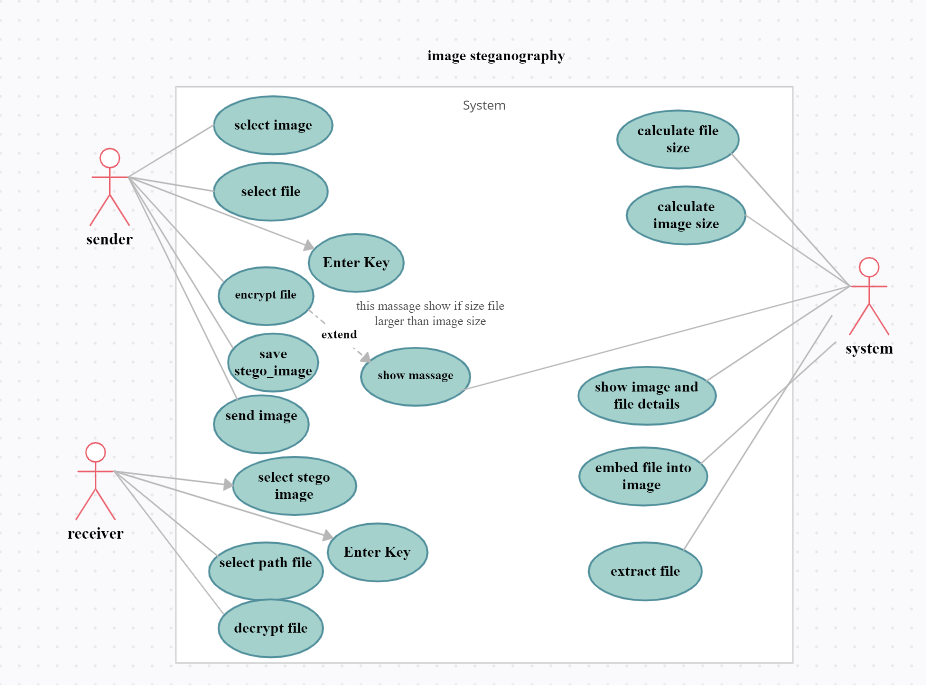 image steganography
System
select image
select file
Enter Key
encrypt file
this massage show if size file
larger than image size
extend
save
stego_image
show massage
send image
sender
select stego
image
Enter Key
select path file
decrypt file
receiver
calculate file
size
calculate
image size
system
show image and
file details
embed file into
image
extract file